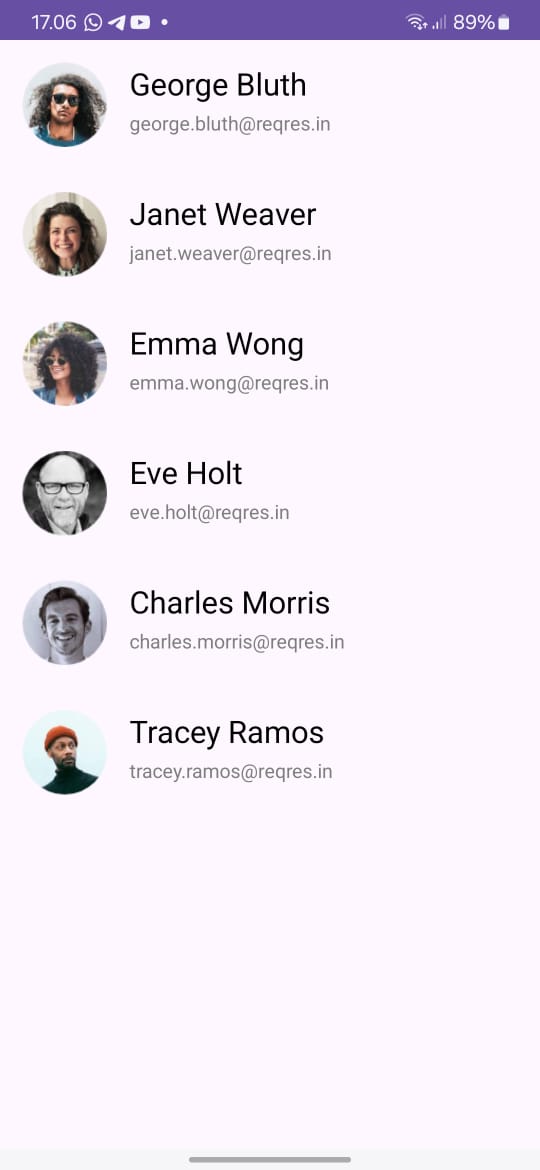 17.06 89%
George Bluth
george.bluth@reqres.in
Janet Weaver
janet.weaver@reqres.in
Emma Wong
emma.wong@reqres.in
Eve Holt
eve.holt@reqres.in
Charles Morris
charles.morris@reqres.in
Tracey Ramos
tracey.ramos@reqres.in